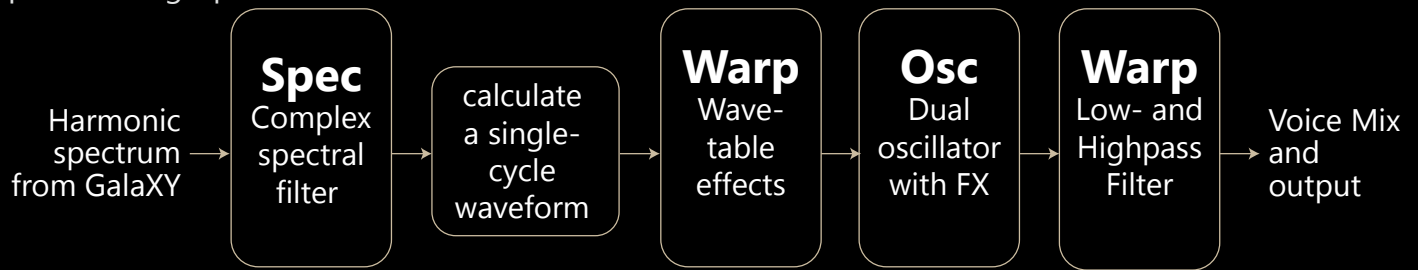 Harmonic
spectrum
from GalaXY
Spec
Complex
spectral
filter
calculate
a single-
cycle
waveform
Warp
Wave-
table
effects
Osc
Dual
oscillator
with FX
Warp
Low- and
Highpass
Filter
Voice Mix
and
output